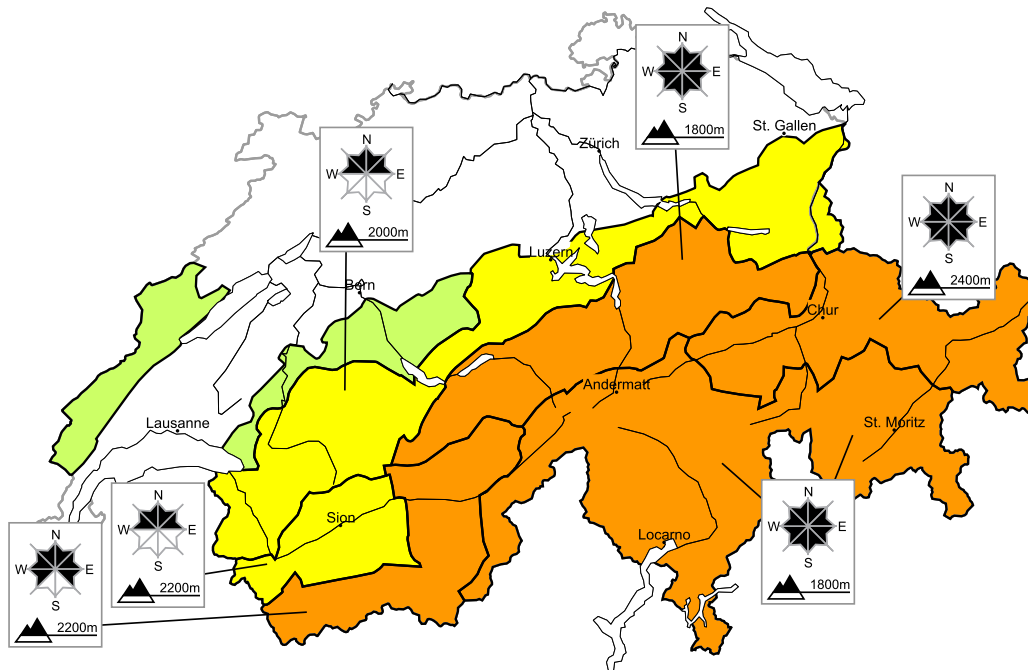 N
W E
S
1800m
St. Gallen
Zürich
N
W E
S
2000m
N
W E
S
2400m
Luzern
Bern
Chur
Andermatt
Lausanne
St. Moritz
N
W E
S
2200m
Sion
N
W E
S
1800m
Locarno
N
W E
S
2200m